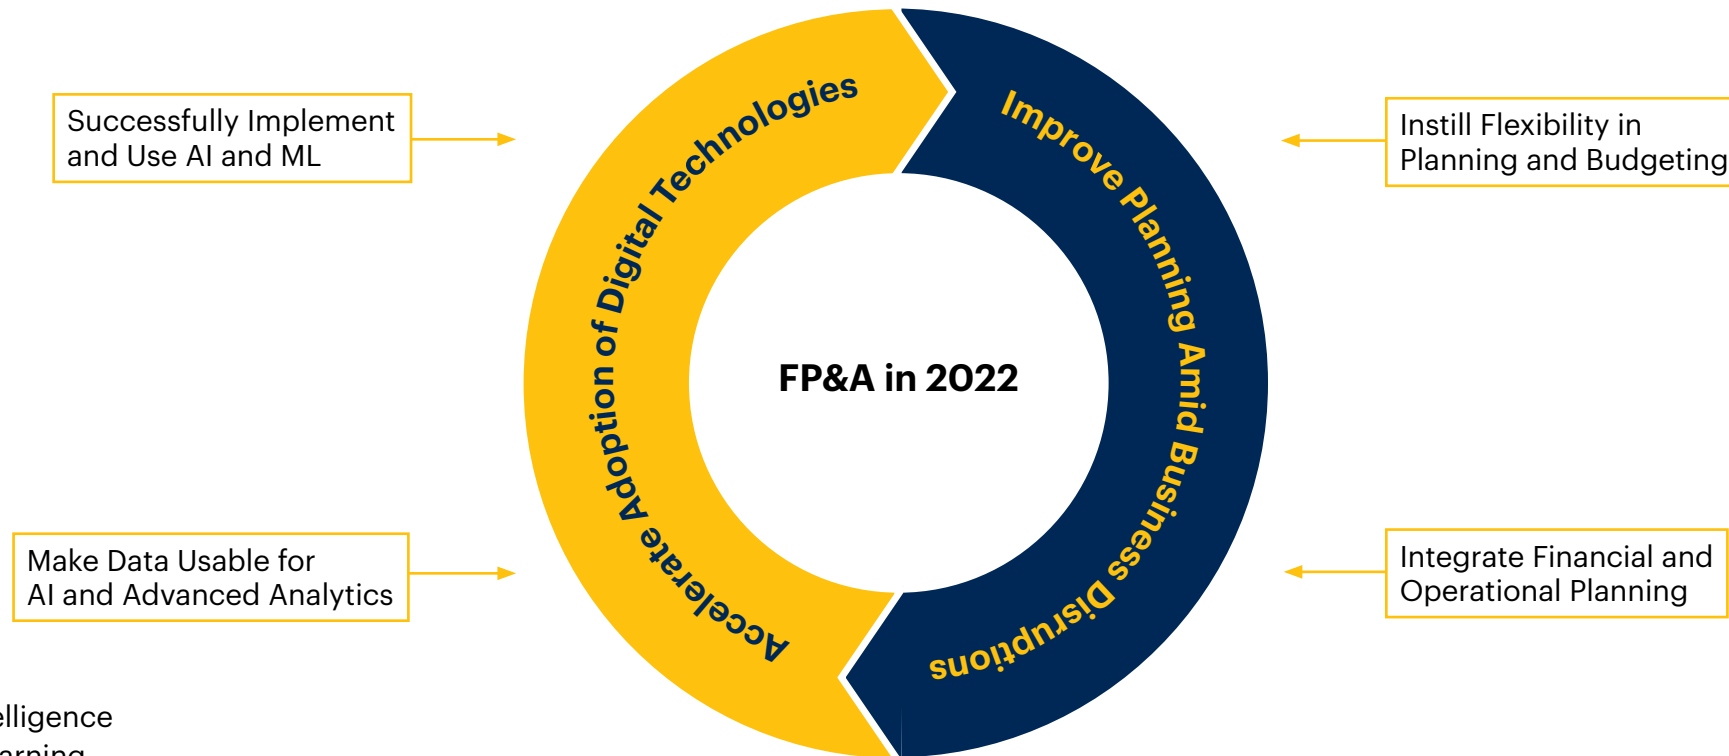 Successfully Implement
and Use AI and ML
Instill Flexibility in
Planning and Budgeting
Accelerate Adoption of Digital Technologies
Improve Planning Amid Business Disruptions
FP&A in 2022
Make Data Usable for
AI and Advanced Analytics
Integrate Financial and
Operational Planning
elligence